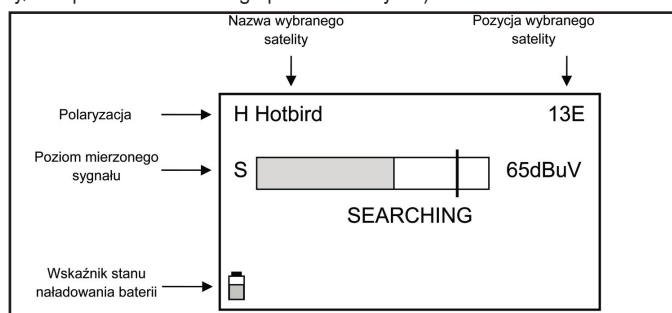 Nazwa wybranego
satelity
Pozycja wybranego
satelity
Polaryzacja
H Hotbird
13E
Poziom mierzonego
sygnału
S
65dBuV
SEARCHING
Wskaźnik stanu
naładowania baterii